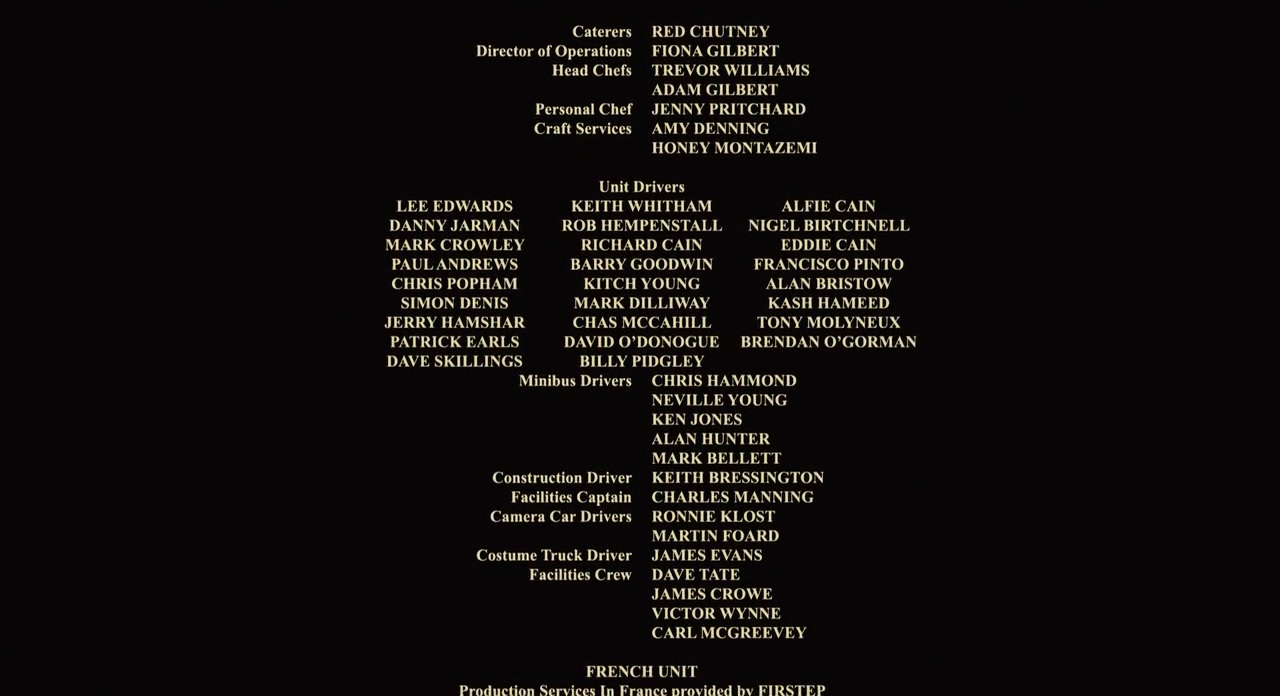 Caterers RED CHUTNEY
Director of Operations FIONA GILBERT
Head Chefs TREVOR WILLIAMS
ADAM GILBERT
Personal Chef JENNY PRITCHARD
Craft Services AMY DENNING
HONEY MONTAZEMI
Unit Drivers
LEE EDWARDS KEITH WHITHAM ALFIE CAIN
DANNY JARMAN ROB HEMPENSTALL NIGEL BIRTCHNELL
MARK CROWLEY RICHARD CAIN EDDIE CAIN
PAUL ANDREWS BARRY GOODWIN FRANCISCO PINTO
CHRIS POPHAM KITCH YOUNG ALAN BRISTOW
SIMON DENIS MARK DILLIWAY KASH HAMEED
JERRY HAMSHAR CHAS MCCAHILL TONY MOLYNEUX
PATRICK EARLS DAVID O’DONOGUE BRENDAN O’GORMAN
DAVE SKILLINGS BILLY PIDGLEY
Minibus Drivers CHRIS HAMMOND
NEVILLE YOUNG
KEN JONES
ALAN HUNTER
MARK BELLETT
Construction Driver KEITH BRESSINGTON
Facilities Captain CHARLES MANNING
Camera Car Drivers RONNIE KLOST
MARTIN FOARD
Costume Truck Driver JAMES EVANS
Facilities Crew DAVE TATE
JAMES CROWE
VICTOR WYNNE
CARL MCGREEVEY
FRENCH UNIT
Production Services In France provided by FIRSTEP